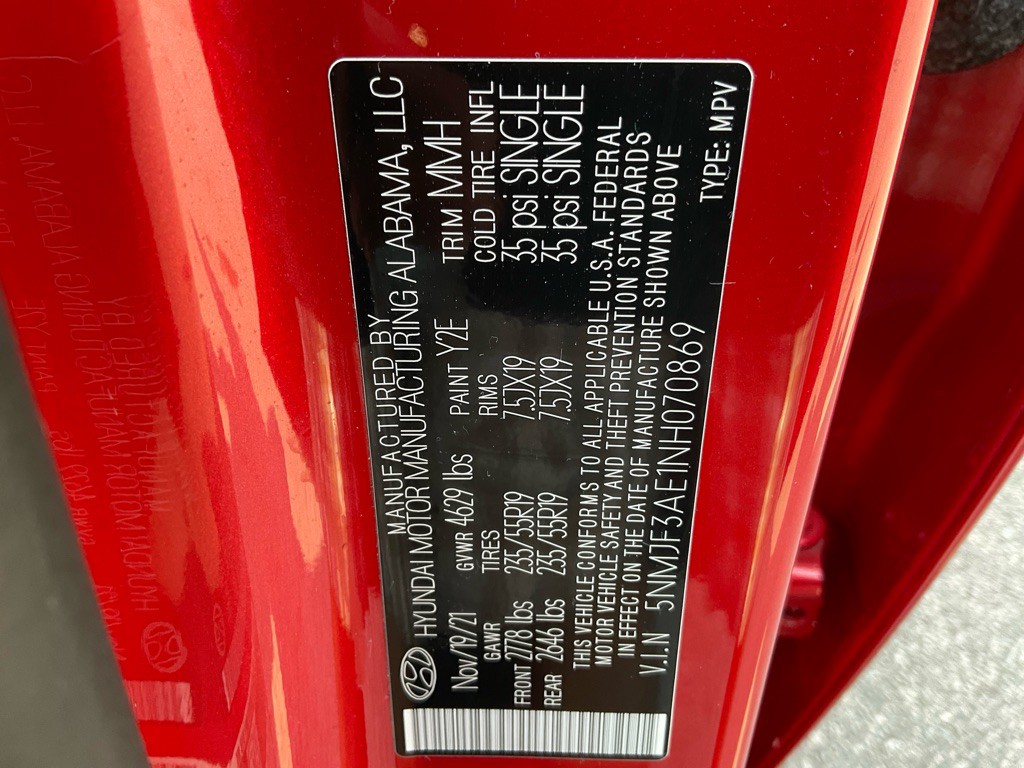 MANUFACTURED BY
HYUNDAI MOTOR MANUFACTURING ALABAMA, LLC
Nov/19/21 GVWR 4629 lbs PAINT Y2E TRIM MMH
GAWR TIRES RIMS COLD TIRE INFL
FRONT 2778 lbs 235/55R19 7.5JX19 35 psi SINGLE
REAR 2646 lbs 235/55R19 7.5JX19 35 psi SINGLE
THIS VEHICLE CONFORMS TO ALL APPLICABLE U.S.A. FEDERAL
MOTOR VEHICLE SAFETY AND THEFT PREVENTION STANDARDS
IN EFFECT ON THE DATE OF MANUFACTURE SHOWN ABOVE
V.I.N 5NMJF3AE1NH070869 TYPE: MPV